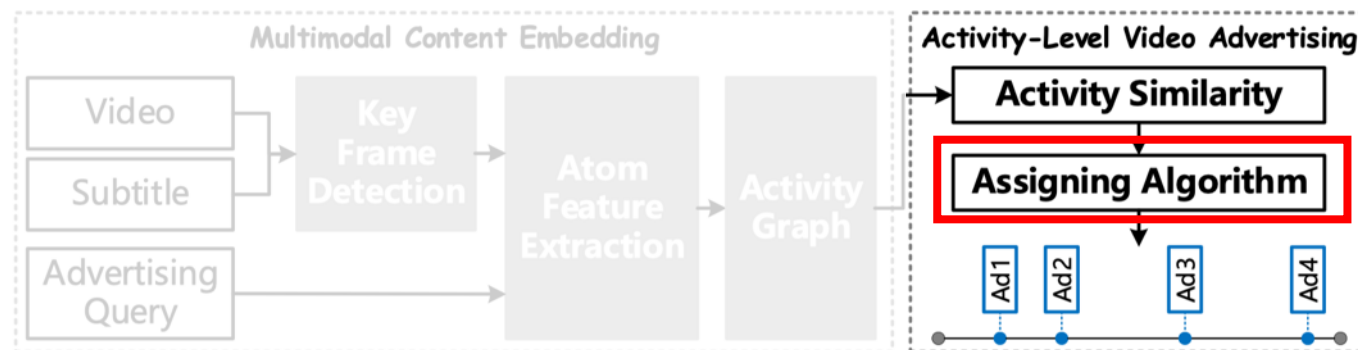 Multimodal Content Embedding
Activity-Level Video Advertising
Video
Subtitle
Advertising
Query
Key
Frame
Detection
Atom
Feature
Extraction
Activity
Graph
Activity Similarity
Assigning Algorithm
Ad1
Ad2
Ad3
Ad4